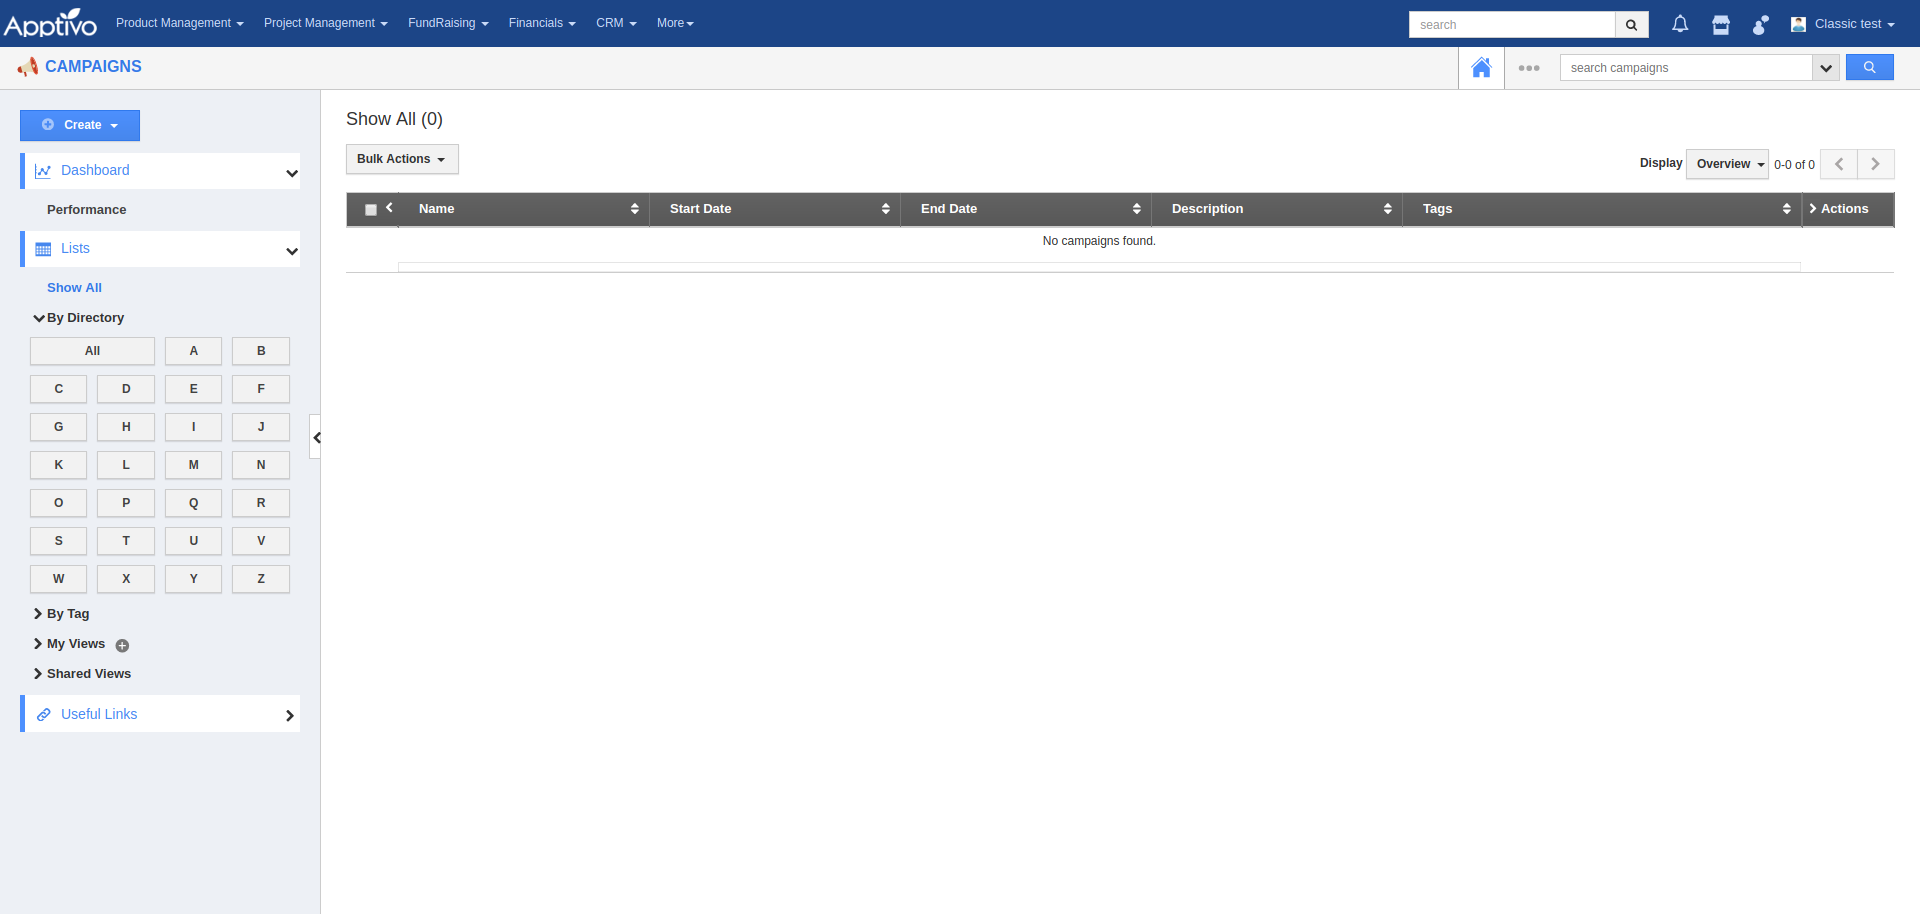 Apptivo Product Management Project Management FundRaising Financials CRM More search Classic test
CAMPAIGNS search campaigns
Create
Dashboard
Performance
Lists
Show All
By Directory
All A B
C D E F
G H I J
K L M N
O P Q R
S T U V
W X Y Z
By Tag
My Views
Shared Views
Useful Links
Show All (0)
Bulk Actions
Display Overview 0-0 of 0
Name Start Date End Date Description Tags Actions
No campaigns found.